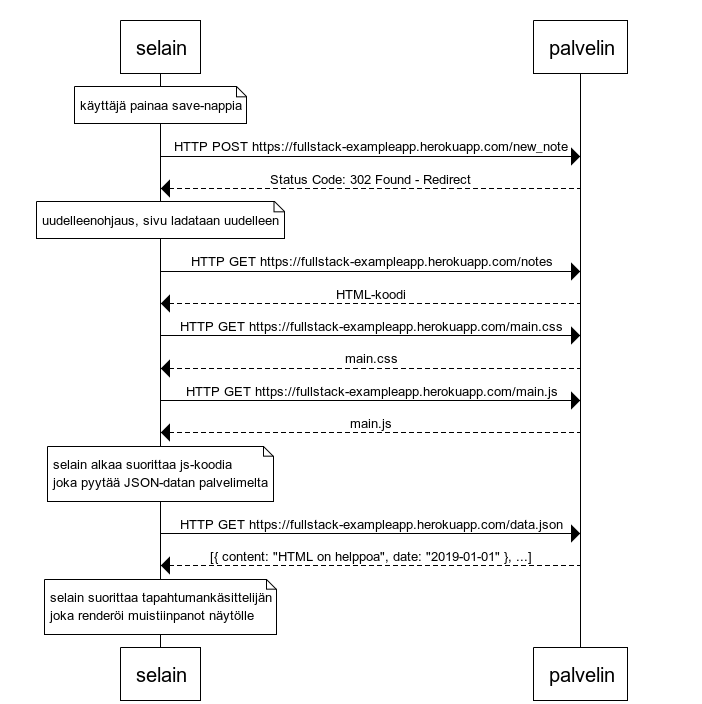 selain
palvelin
käyttäjä painaa save-nappia
HTTP POST https://fullstack-exampleapp.herokuapp.com/new_note
Status Code: 302 Found - Redirect
uudelleenohjaus, sivu ladataan uudelleen
HTTP GET https://fullstack-exampleapp.herokuapp.com/notes
HTML-koodi
HTTP GET https://fullstack-exampleapp.herokuapp.com/main.css
main.css
HTTP GET https://fullstack-exampleapp.herokuapp.com/main.js
main.js
selain alkaa suorittaa js-koodia
joka pyytää JSON-datan palvelimelta
HTTP GET https://fullstack-exampleapp.herokuapp.com/data.json
[{ content: "HTML on helppoa", date: "2019-01-01" }, ...]
selain suorittaa tapahtumankäsittelijän
joka renderöi muistiinpanot näytölle
selain
palvelin